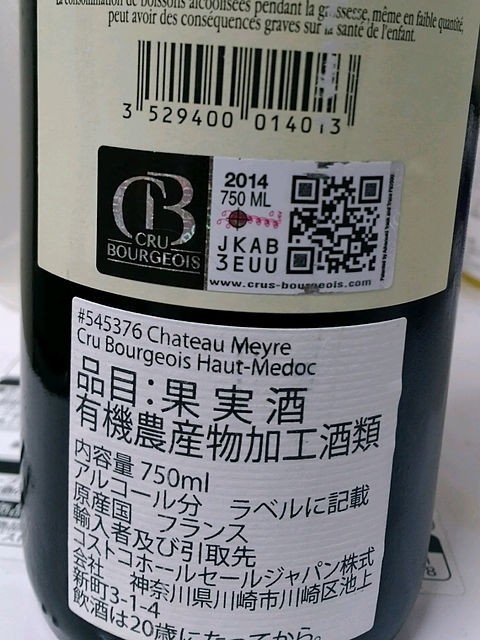 consommation de boissons alcoolisées pendant la grossesse, même en faible quantité,
peut avoir des conséquences graves sur la santé de l'enfant.
3 529400 014013
CB
CRU
BOURGEOIS
2014
750 ML
JKAB
3EUU
www.crus-bourgeois.com
#545376 Chateau Meyre
Cru Bourgeois Haut-Medoc
品目:果実酒
有機農産物加工酒類
内容量 750ml
アルコール分 ラベルに記載
原産国 フランス
輸入者及び引取先
コストコホールセールジャパン株式
会社 神奈川県川崎市川崎区池上
新町3-1-4
飲酒は20歳になってから。